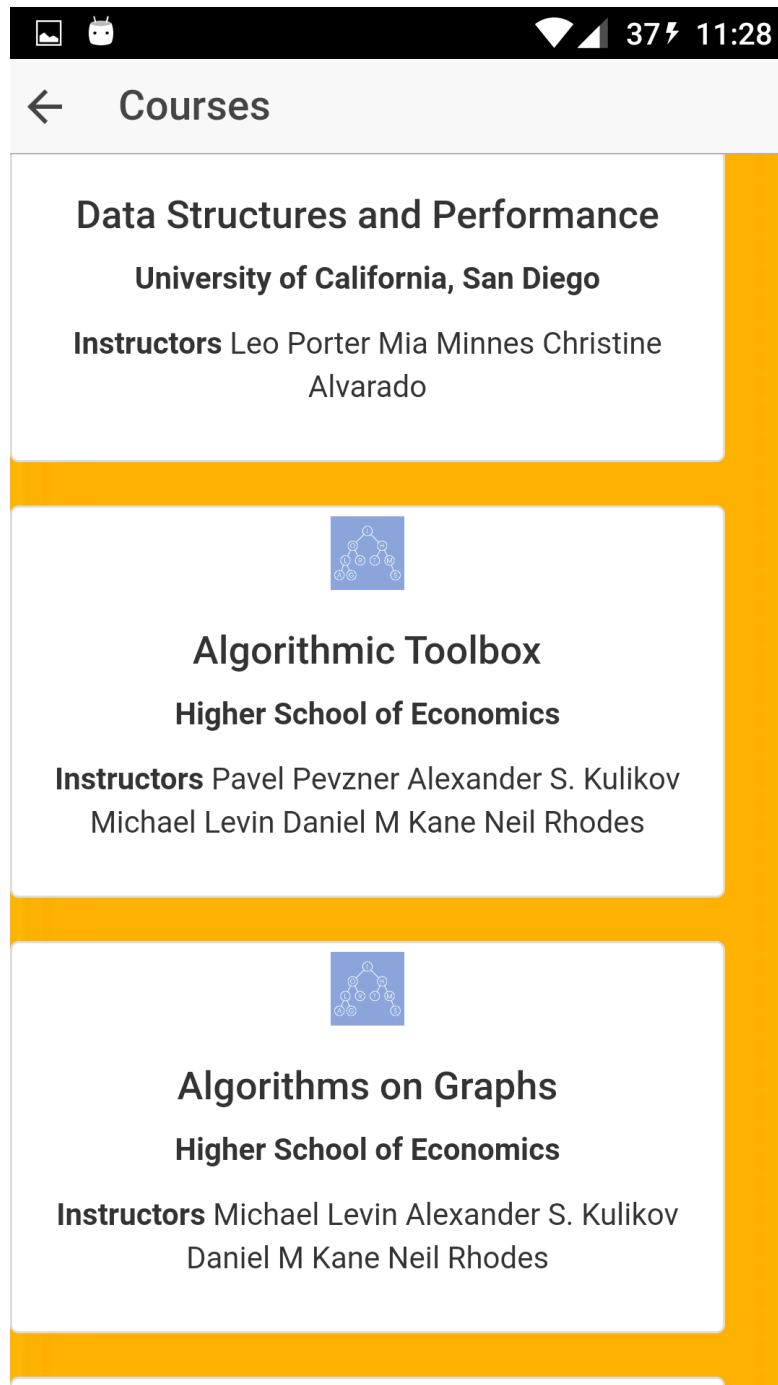 37 11:28
Courses
Data Structures and Performance
University of California, San Diego
Instructors Leo Porter Mia Minnes Christine
Alvarado
Algorithmic Toolbox
Higher School of Economics
Instructors Pavel Pevzner Alexander S. Kulikov
Michael Levin Daniel M Kane Neil Rhodes
Algorithms on Graphs
Higher School of Economics
Instructors Michael Levin Alexander S. Kulikov
Daniel M Kane Neil Rhodes